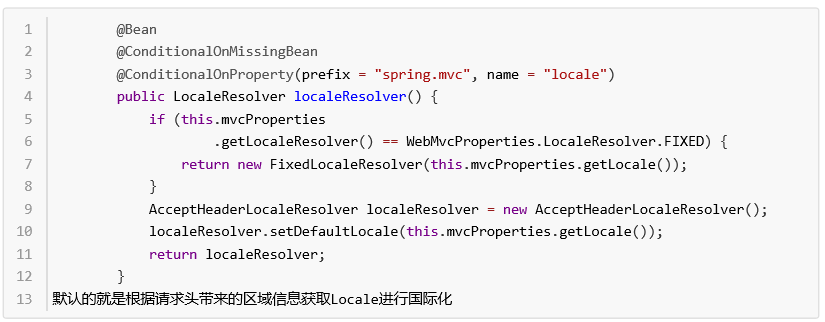 1 @Bean
2 @ConditionalOnMissingBean
3 @ConditionalOnProperty(prefix = "spring.mvc", name = "locale")
4 public LocaleResolver localeResolver() {
5 if (this.mvcProperties
6 .getLocaleResolver() == WebMvcProperties.LocaleResolver.FIXED) {
7 return new FixedLocaleResolver(this.mvcProperties.getLocale());
8 }
9 AcceptHeaderLocaleResolver localeResolver = new AcceptHeaderLocaleResolver();
10 localeResolver.setDefaultLocale(this.mvcProperties.getLocale());
11 return localeResolver;
12 }
13 默认的就是根据请求头带来的区域信息获取Locale进行国际化